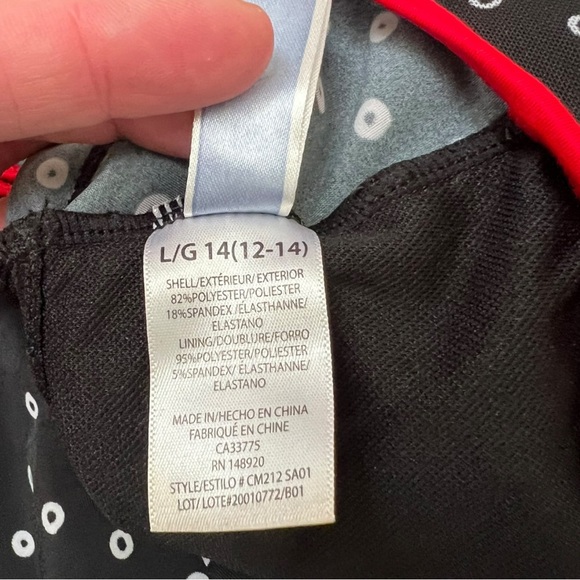 L/G 14(12-14)
SHELL/EXTÉRIEUR/EXTERIOR
82%POLYESTER/POLIESTER
18%SPANDEX/ÉLASTHANNE/
ELASTANO
LINING/DOUBLURE/FORRO
95%POLYESTER/POLIESTER
5%SPANDEX/ÉLASTHANNE/
ELASTANO
MADE IN/HECHO EN CHINA
FABRIQUÉ EN CHINE
CA33775
RN 148920
STYLE/ESTILO # CM212 SA01
LOT/ LOTE#20010772/B01